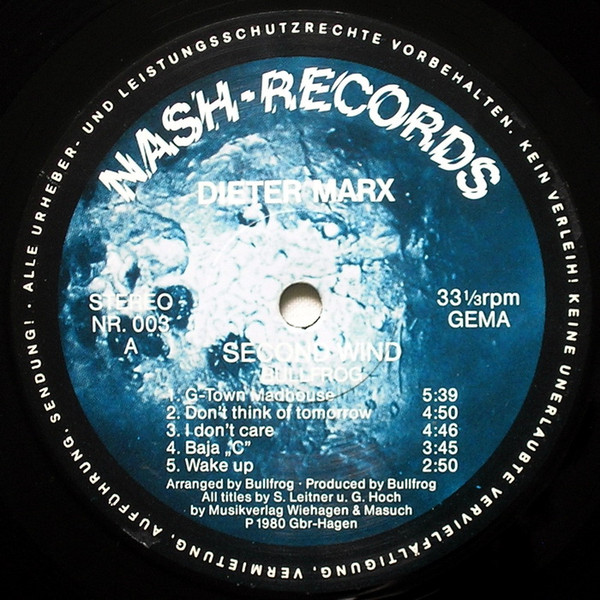 ALLE URHEBER- UND LEISTUNGSSCHUTZRECHTE VORBEHALTEN. KEIN VERLEIH! KEINE UNERLAUBTE VERVIELFÄLTIGUNG, VERMIETUNG, AUFFÜHRUNG, SENDUNG! ·
NASH-RECORDS
DIETER MARX
STEREO
NR. 003
A
33⅓rpm
GEMA
SECOND WIND
BULLFROG
1. G-Town Madhouse 5:39
2. Don't think of tomorrow 4:50
3. I don't care 4:46
4. Baja „C" 3:45
5. Wake up 2:50
Arranged by Bullfrog · Produced by Bullfrog
All titles by S. Leitner u. G. Hoch
by Musikverlag Wiehagen & Masuch
P 1980 Gbr-Hagen